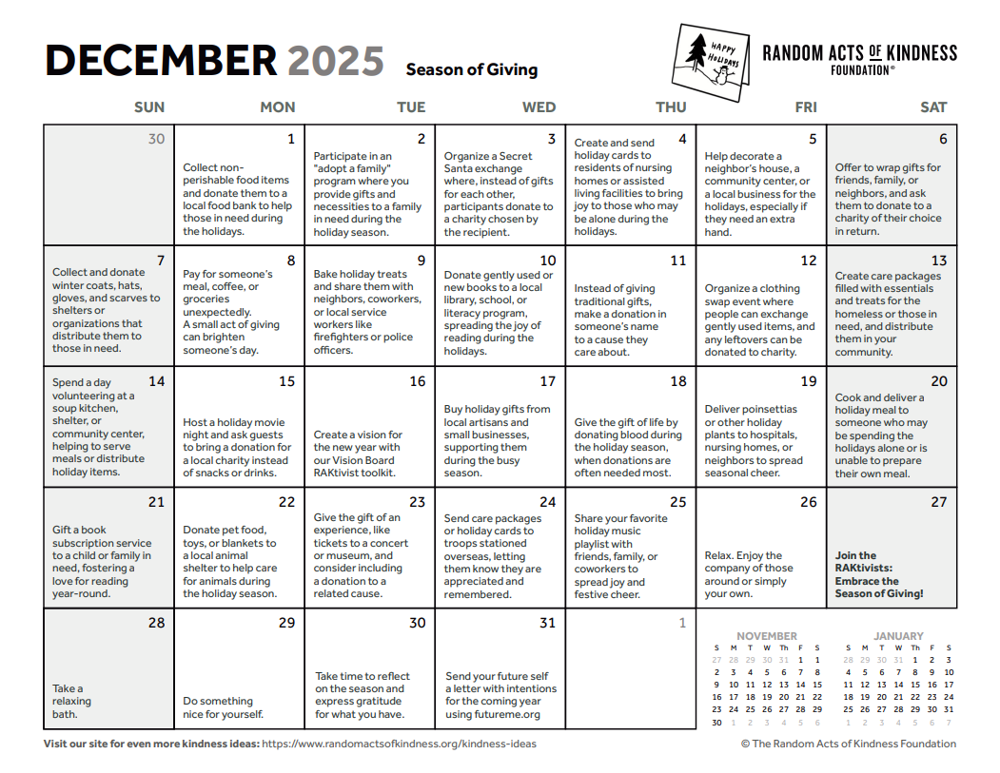 DECEMBER 2025 Season of Giving
HAPPY
HOLIDAYS
RANDOM ACTS OF KINDNESS
FOUNDATION®
SUN MON TUE WED THU FRI SAT
30
1
Collect non-
perishable food items
and donate them to a
local food bank to help
those in need during
the holidays.
2
Participate in an
"adopt a family"
program where you
provide gifts and
necessities to a family
in need during the
holiday season.
3
Organize a Secret
Santa exchange
where, instead of gifts
for each other,
participants donate to
a charity chosen by
the recipient.
4
Create and send
holiday cards to
residents of nursing
homes or assisted
living facilities to bring
joy to those who may
be alone during the
holidays.
5
Help decorate a
neighbor's house, a
community center, or
a local business for the
holidays, especially if
they need an extra
hand.
6
Offer to wrap gifts for
friends, family, or
neighbors, and ask
them to donate to a
charity of their choice
in return.
7
Collect and donate
winter coats, hats,
gloves, and scarves to
shelters or
organizations that
distribute them to
those in need.
8
Pay for someone's
meal, coffee, or
groceries
unexpectedly.
A small act of giving
can brighten
someone's day.
9
Bake holiday treats
and share them with
neighbors, coworkers,
or local service
workers like
firefighters or police
officers.
10
Donate gently used or
new books to a local
library, school, or
literacy program,
spreading the joy of
reading during the
holidays.
11
Instead of giving
traditional gifts,
make a donation in
someone's name
to a cause they
care about.
12
Organize a clothing
swap event where
people can exchange
gently used items, and
any leftovers can be
donated to charity.
13
Create care packages
filled with essentials
and treats for the
homeless or those in
need, and distribute
them in your
community.
14
Spend a day
volunteering at a
soup kitchen,
shelter, or
community center,
helping to serve
meals or distribute
holiday items.
15
Host a holiday movie
night and ask guests
to bring a donation for
a local charity instead
of snacks or drinks.
16
Create a vision for
the new year with
our Vision Board
RAKtivist toolkit.
17
Buy holiday gifts from
local artisans and
small businesses,
supporting them
during the busy
season.
18
Give the gift of life by
donating blood during
the holiday season,
when donations are
often needed most.
19
Deliver poinsettias
or other holiday
plants to hospitals,
nursing homes, or
neighbors to spread
seasonal cheer.
20
Cook and deliver a
holiday meal to
someone who may
be spending the
holidays alone or is
unable to prepare
their own meal.
21
Gift a book
subscription service
to a child or family in
need, fostering a
love for reading
year-round.
22
Donate pet food,
toys, or blankets to
a local animal
shelter to help care
for animals during
the holiday season.
23
Give the gift of an
experience, like
tickets to a concert
or museum, and
consider including
a donation to a
related cause.
24
Send care packages
or holiday cards to
troops stationed
overseas, letting
them know they are
appreciated and
remembered.
25
Share your favorite
holiday music
playlist with
friends, family, or
coworkers to
spread joy and
festive cheer.
26
Relax. Enjoy the
company of those
around or simply
your own.
27
Join the
RAKtivists:
Embrace the
Season of Giving!
28
Take a
relaxing
bath.
29
Do something
nice for yourself.
30
Take time to reflect
on the season and
express gratitude
for what you have.
31
Send your future self
a letter with intentions
for the coming year
using futureme.org
1
NOVEMBER
S M T W Th F S
27 28 29 30 31 1 1
2 3 4 5 6 7 8
9 10 11 12 13 14 15
16 17 18 19 20 21 22
23 24 25 26 27 28 29
30 1 2 3 4 5 6
JANUARY
S M T W Th F S
28 29 30 31 1 2 3
4 5 6 7 8 9 10
11 12 13 14 15 16 17
18 19 20 21 22 23 24
25 26 27 28 29 30 31
1 2 3 4 5 6 7
Visit our site for even more kindness ideas: https://www.randomactsofkindness.org/kindness-ideas
© The Random Acts of Kindness Foundation